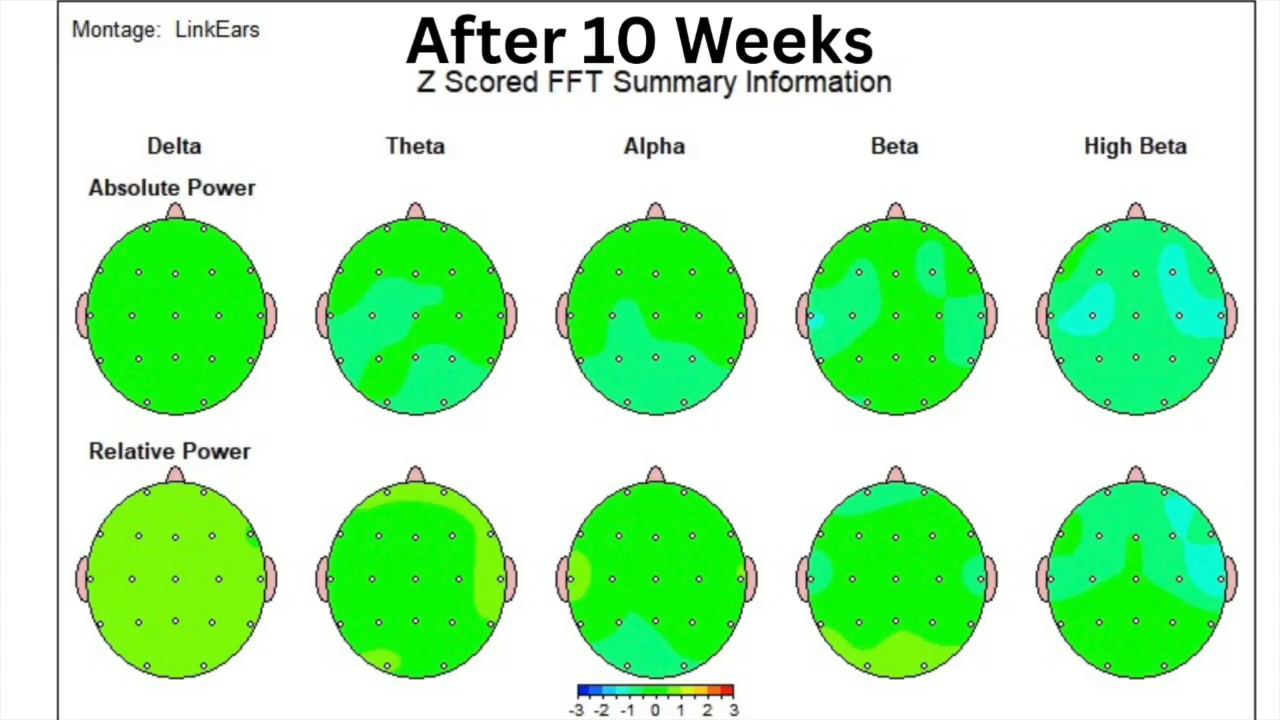 Montage: LinkEars
After 10 Weeks
Z Scored FFT Summary Information
Delta Theta Alpha Beta High Beta
Absolute Power
Relative Power
-3 -2 -1 0 1 2 3